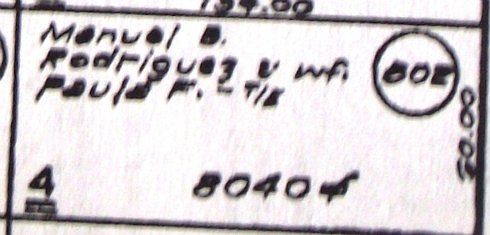 Manuel B.
Rodriguez & wf.
Paula F. - T/E
802
20.00
4
8040 #